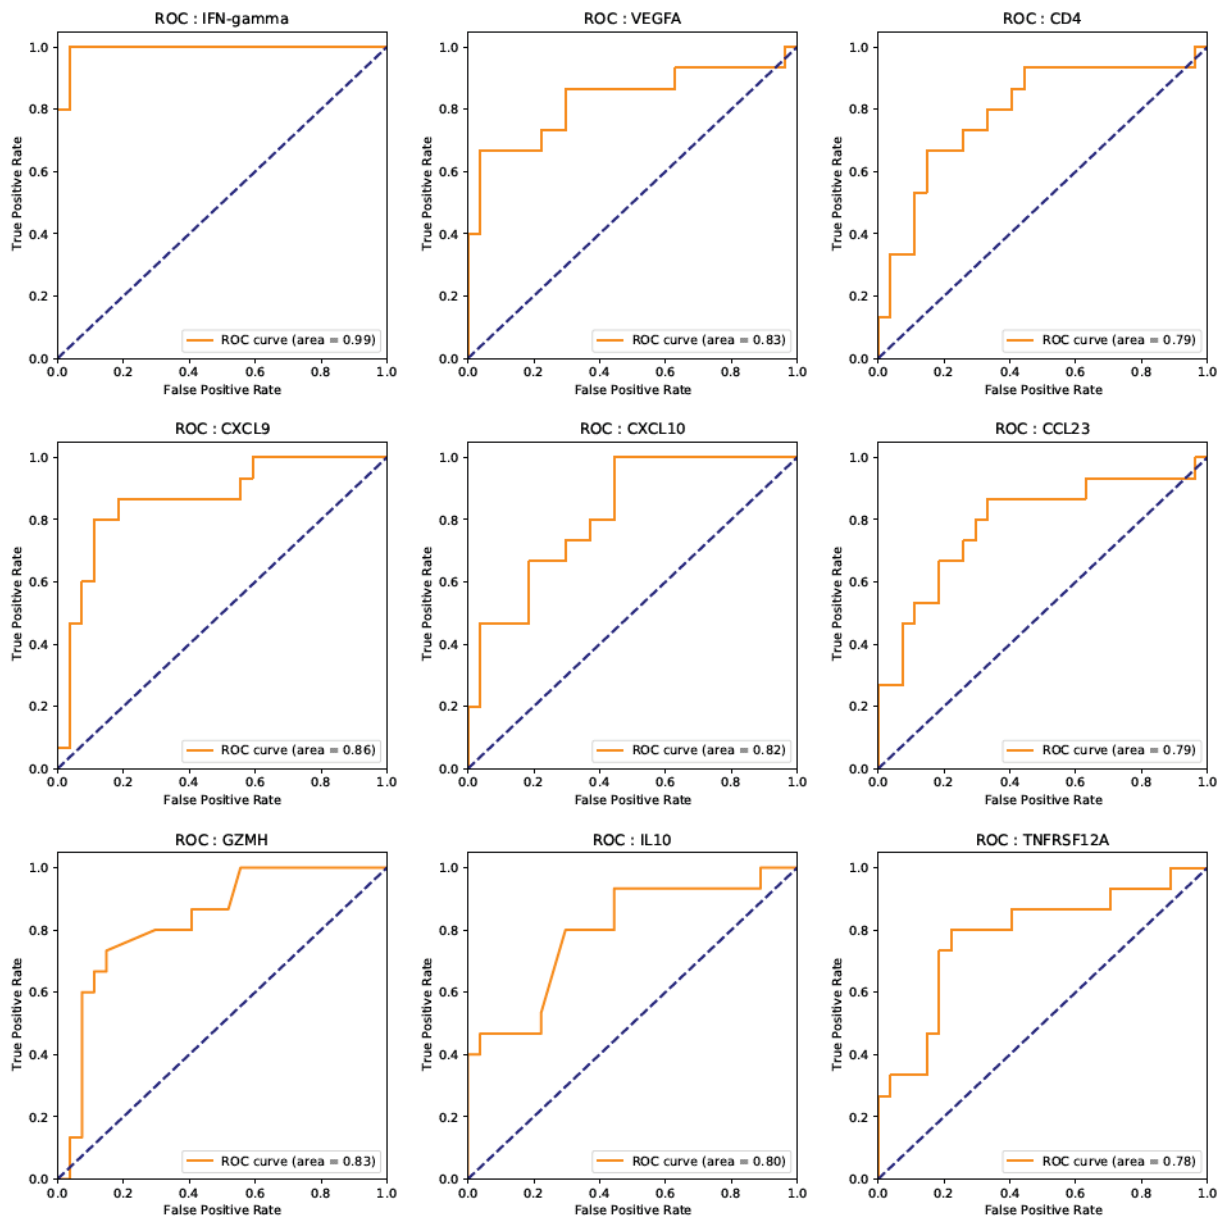 ROC : IFN-gamma
1.0
0.8
0.6
0.4
0.2
0.0
True Positive Rate
ROC curve (area = 0.99)
0.0 0.2 0.4 0.6 0.8 1.0
False Positive Rate
ROC : VEGFA
1.0
0.8
0.6
0.4
0.2
0.0
True Positive Rate
ROC curve (area = 0.83)
0.0 0.2 0.4 0.6 0.8 1.0
False Positive Rate
ROC : CD4
1.0
0.8
0.6
0.4
0.2
0.0
True Positive Rate
ROC curve (area = 0.79)
0.0 0.2 0.4 0.6 0.8 1.0
False Positive Rate
ROC : CXCL9
1.0
0.8
0.6
0.4
0.2
0.0
True Positive Rate
ROC curve (area = 0.86)
0.0 0.2 0.4 0.6 0.8 1.0
False Positive Rate
ROC : CXCL10
1.0
0.8
0.6
0.4
0.2
0.0
True Positive Rate
ROC curve (area = 0.82)
0.0 0.2 0.4 0.6 0.8 1.0
False Positive Rate
ROC : CCL23
1.0
0.8
0.6
0.4
0.2
0.0
True Positive Rate
ROC curve (area = 0.79)
0.0 0.2 0.4 0.6 0.8 1.0
False Positive Rate
ROC : GZMH
1.0
0.8
0.6
0.4
0.2
0.0
True Positive Rate
ROC curve (area = 0.83)
0.0 0.2 0.4 0.6 0.8 1.0
False Positive Rate
ROC : IL10
1.0
0.8
0.6
0.4
0.2
0.0
True Positive Rate
ROC curve (area = 0.80)
0.0 0.2 0.4 0.6 0.8 1.0
False Positive Rate
ROC : TNFRSF12A
1.0
0.8
0.6
0.4
0.2
0.0
True Positive Rate
ROC curve (area = 0.78)
0.0 0.2 0.4 0.6 0.8 1.0
False Positive Rate